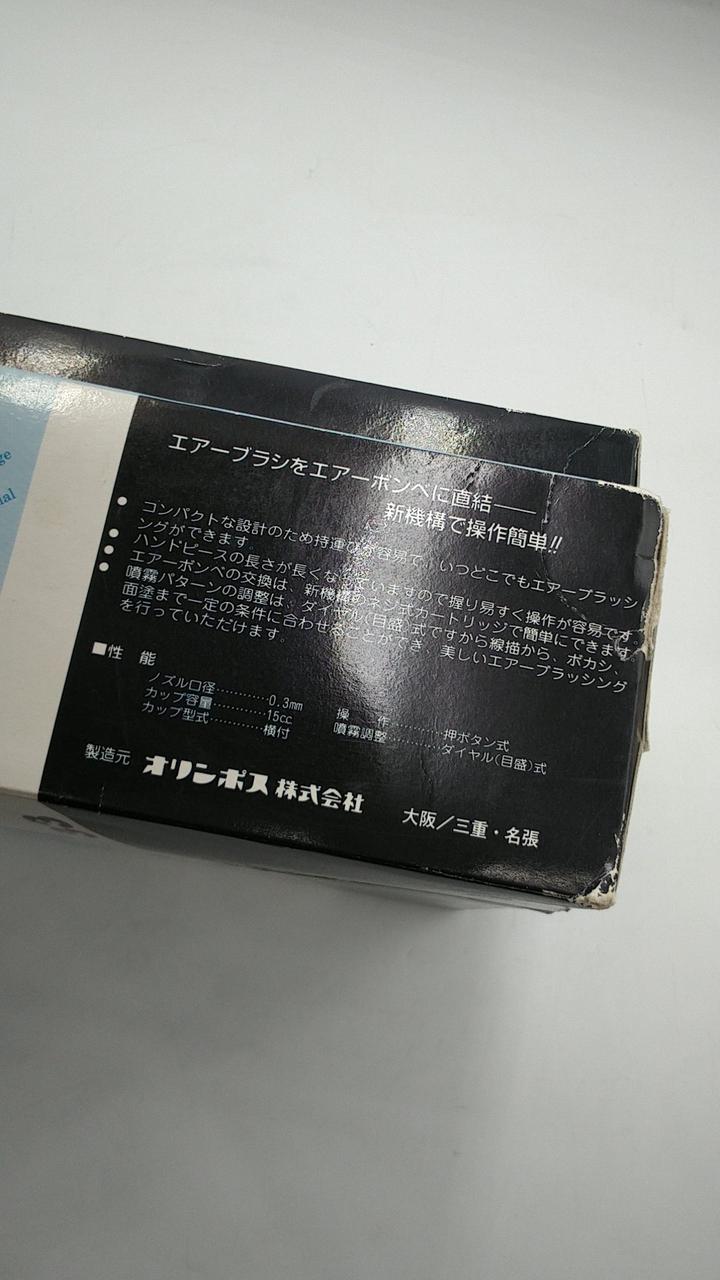 ge
ial
エアーブラシをエアーボンベに直結――
新機構で操作簡単!!
● コンパクトな設計のため持運びが容易で、いつどこでもエアーブラッシ
ングができます。
● ハンドピースの長さが長くなっていますので握り易すく操作が容易です。
● エアーボンベの交換は、新機構のネジ式カートリッジで簡単にできます。
● 噴霧パターンの調整は、ダイヤル(目盛)式ですから線描から、ボカシ、
面塗まで一定の条件に合わせることができ 美しいエアーブラッシング
を行っていただけます。
■性 能
ノズル口径…………0.3mm
カップ容量…………15cc
カップ型式…………横付
操 作…………押ボタン式
噴霧調整…………ダイヤル(目盛)式
製造元 オリンポス株式会社 大阪/三重・名張